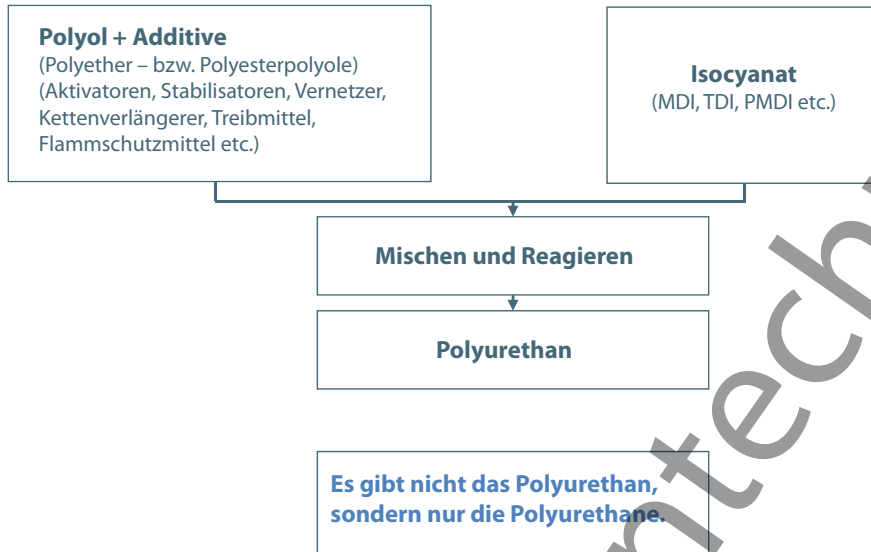 Polyol + Additive
(Polyether – bzw. Polyesterpolyole)
(Aktivatoren, Stabilisatoren, Vernetzer,
Kettenverlängerer, Treibmittel,
Flammschutzmittel etc.)
Isocyanat
(MDI, TDI, PMDI etc.)
Mischen und Reagieren
Polyurethan
Es gibt nicht das Polyurethan,
sondern nur die Polyurethane.
ntech